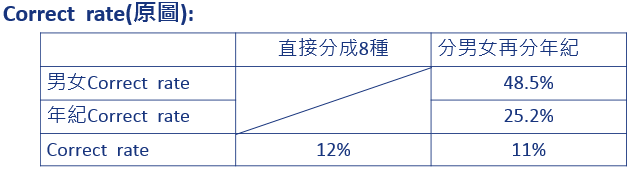 Correct rate(原圖):
直接分成8種 分男女再分年紀
男女Correct rate 48.5%
年紀Correct rate 25.2%
Correct rate 12% 11%